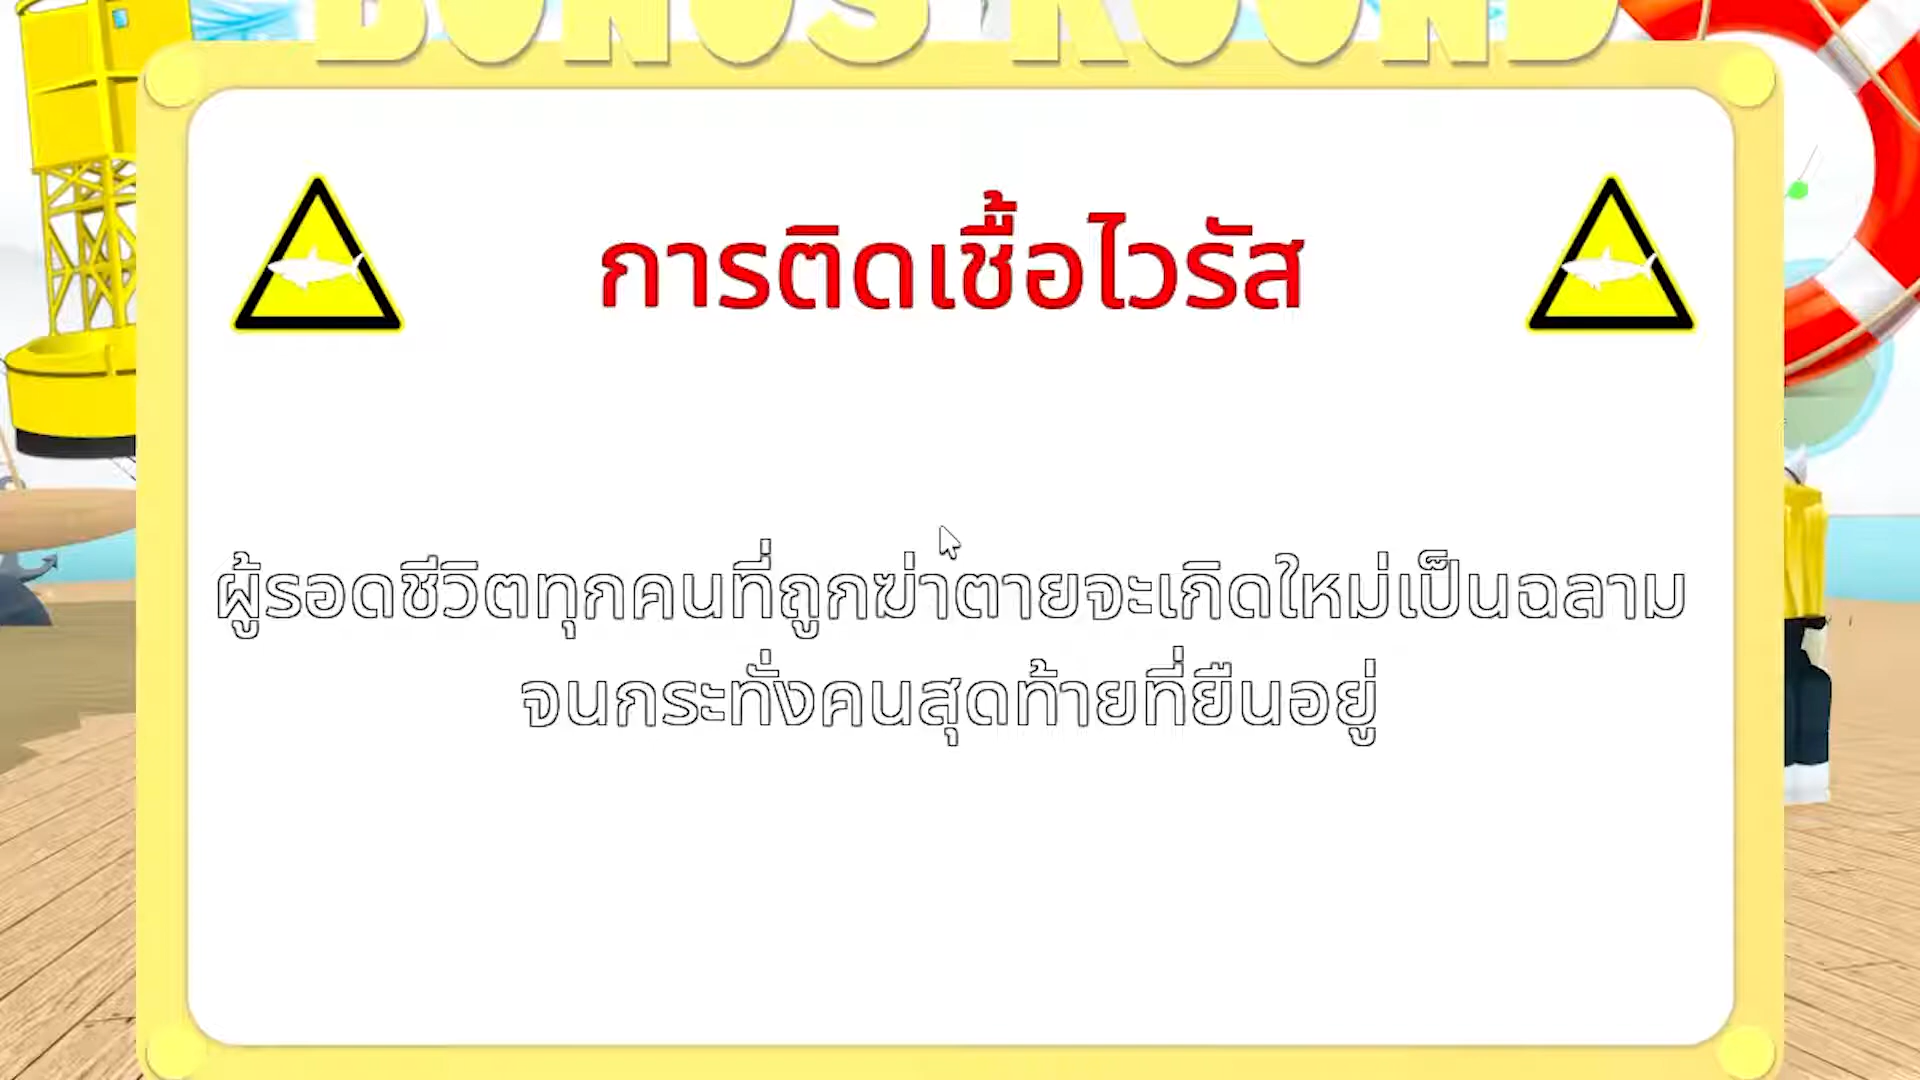 BONUS ROUND
การติดเชื้อไวรัส
ผู้รอดชีวิตทุกคนที่ถูกฆ่าตายจะเกิดใหม่เป็นฉลาม
จนกระทั่งคนสุดท้ายที่ยืนอยู่